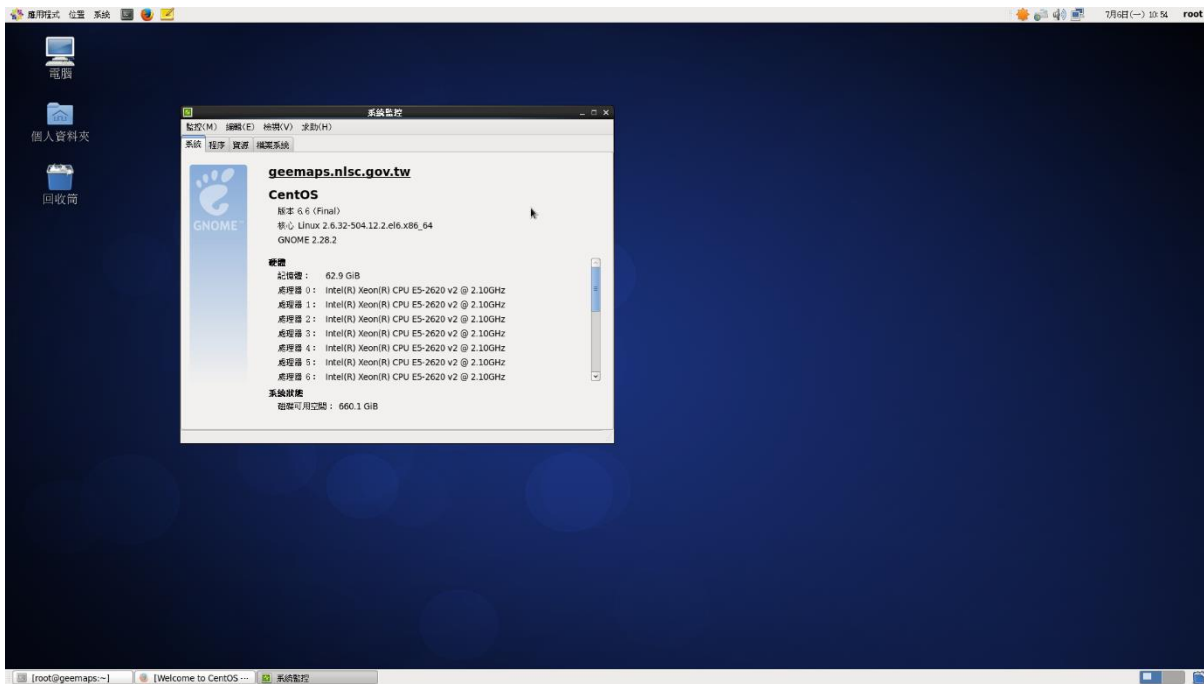 應用程式 位置 系統
7月6日(一) 10:54 root
電腦
個人資料夾
回收筒
系統監控
監控(M) 編輯(E) 檢視(V) 求助(H)
系統 程序 資源 檔案系統
GNOME™
geemaps.nlsc.gov.tw
CentOS
版本 6.6 (Final)
核心 Linux 2.6.32-504.12.2.el6.x86_64
GNOME 2.28.2
硬體
記憶體： 62.9 GiB
處理器 0： Intel(R) Xeon(R) CPU E5-2620 v2 @ 2.10GHz
處理器 1： Intel(R) Xeon(R) CPU E5-2620 v2 @ 2.10GHz
處理器 2： Intel(R) Xeon(R) CPU E5-2620 v2 @ 2.10GHz
處理器 3： Intel(R) Xeon(R) CPU E5-2620 v2 @ 2.10GHz
處理器 4： Intel(R) Xeon(R) CPU E5-2620 v2 @ 2.10GHz
處理器 5： Intel(R) Xeon(R) CPU E5-2620 v2 @ 2.10GHz
處理器 6： Intel(R) Xeon(R) CPU E5-2620 v2 @ 2.10GHz
系統狀態
磁碟可用空間： 660.1 GiB
[root@geemaps:~] [Welcome to CentOS ... 系統監控